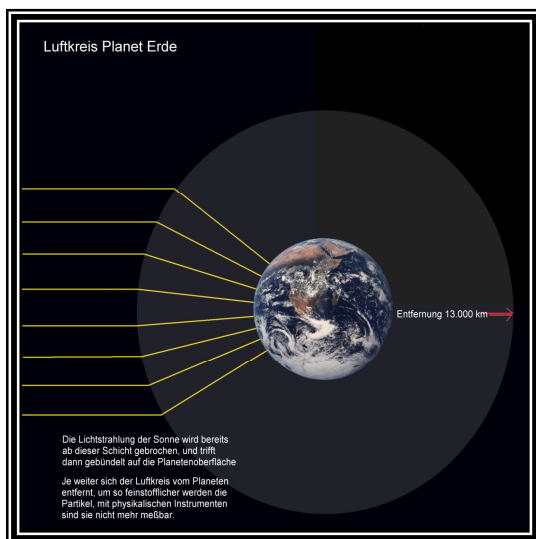 Luftkreis Planet Erde
Entfernung 13.000 km
Die Lichtstrahlung der Sonne wird bereits
ab dieser Schicht gebrochen, und trifft
dann gebündelt auf die Planetenoberfläche
Je weiter sich der Luftkreis vom Planeten
entfernt, um so feinstofflicher werden die
Partikel, mit physikalischen Instrumenten
sind sie nicht mehr meßbar.